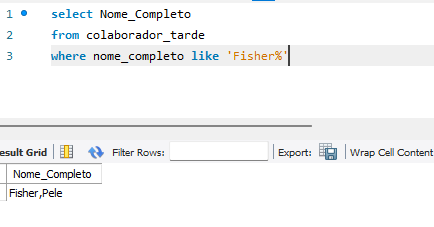 1 select Nome_Completo
2 from colaborador_tarde
3 where nome_completo like 'Fisher%'
esult Grid Filter Rows: Export: Wrap Cell Content
Nome_Completo
Fisher,Pele